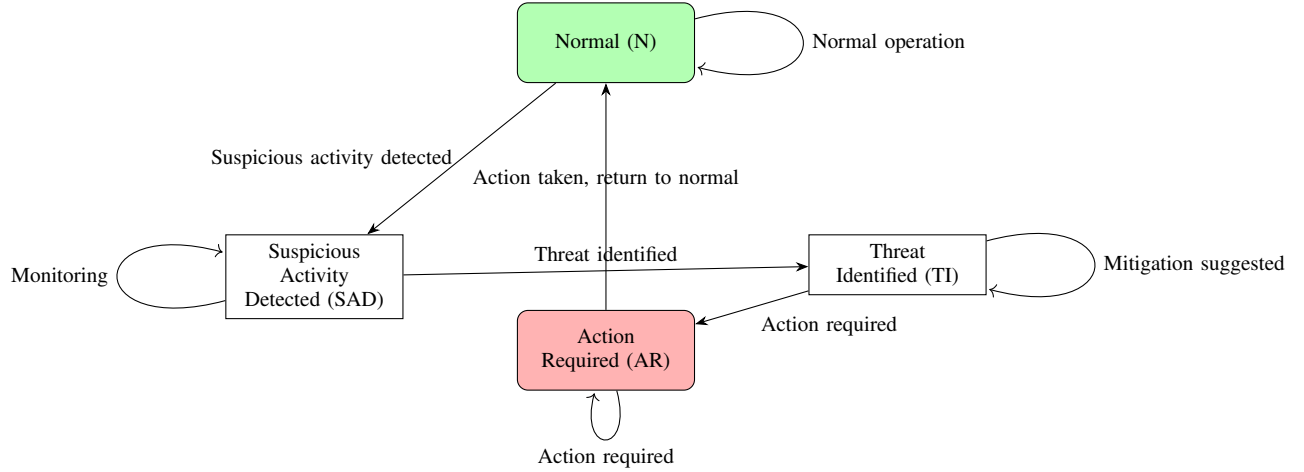 Normal (N)
Normal operation
Suspicious activity detected
Action taken, return to normal
Monitoring
Suspicious
Activity
Detected (SAD)
Threat identified
Threat
Identified (TI)
Mitigation suggested
Action required
Action
Required (AR)
Action required